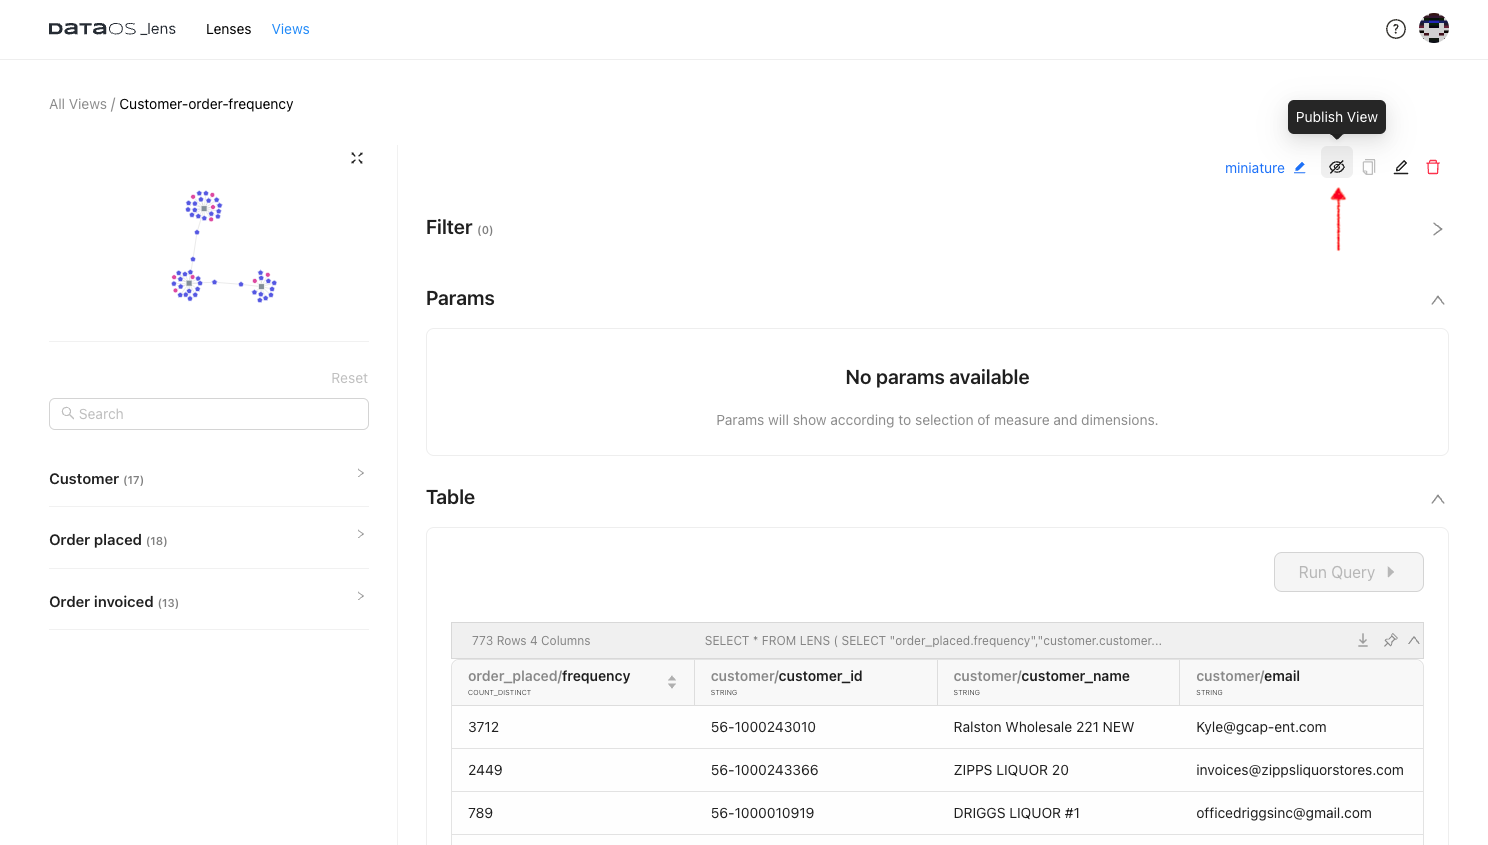 DATAOS_lens Lenses Views ?
All Views / Customer-order-frequency
Publish View
miniature
Filter (0)
Params
No params available
Params will show according to selection of measure and dimensions.
Reset
Search
Customer (17)
Order placed (18)
Order invoiced (13)
Table
Run Query
773 Rows 4 Columns SELECT * FROM LENS ( SELECT "order_placed.frequency","customer.customer...
order_placed/frequency customer/customer_id customer/customer_name customer/email
COUNT_DISTINCT STRING STRING STRING
3712 56-1000243010 Ralston Wholesale 221 NEW Kyle@gcap-ent.com
2449 56-1000243366 ZIPPS LIQUOR 20 invoices@zippsliquorstores.com
789 56-1000010919 DRIGGS LIQUOR #1 officedriggsinc@gmail.com